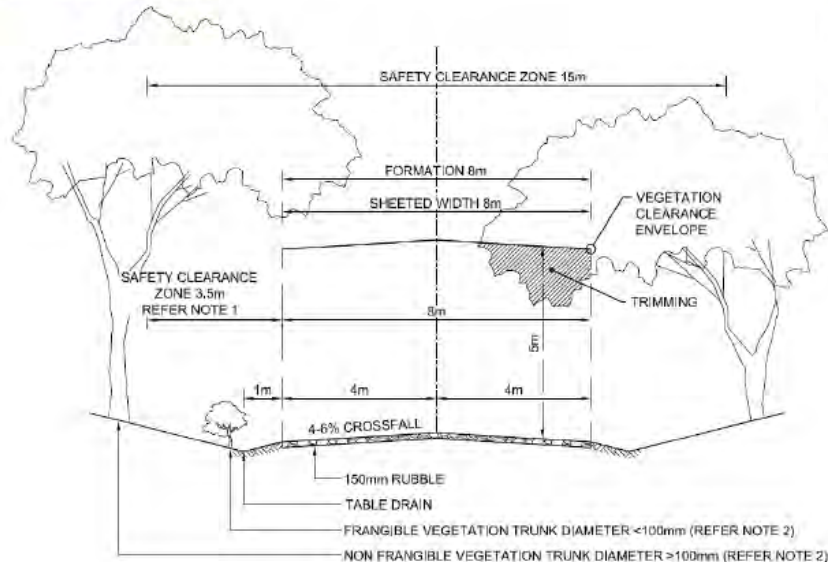 SAFETY CLEARANCE ZONE 15m
FORMATION 8m
SHEETED WIDTH 8m
VEGETATION
CLEARANCE
ENVELOPE
SAFETY CLEARANCE
ZONE 3.5m
REFER NOTE 1
TRIMMING
8m
5m
1m
4m
4m
4-6% CROSSFALL
150mm RUBBLE
TABLE DRAIN
FRANGIBLE VEGETATION TRUNK DIAMETER <100mm (REFER NOTE 2)
NON FRANGIBLE VEGETATION TRUNK DIAMETER >100mm (REFER NOTE 2)